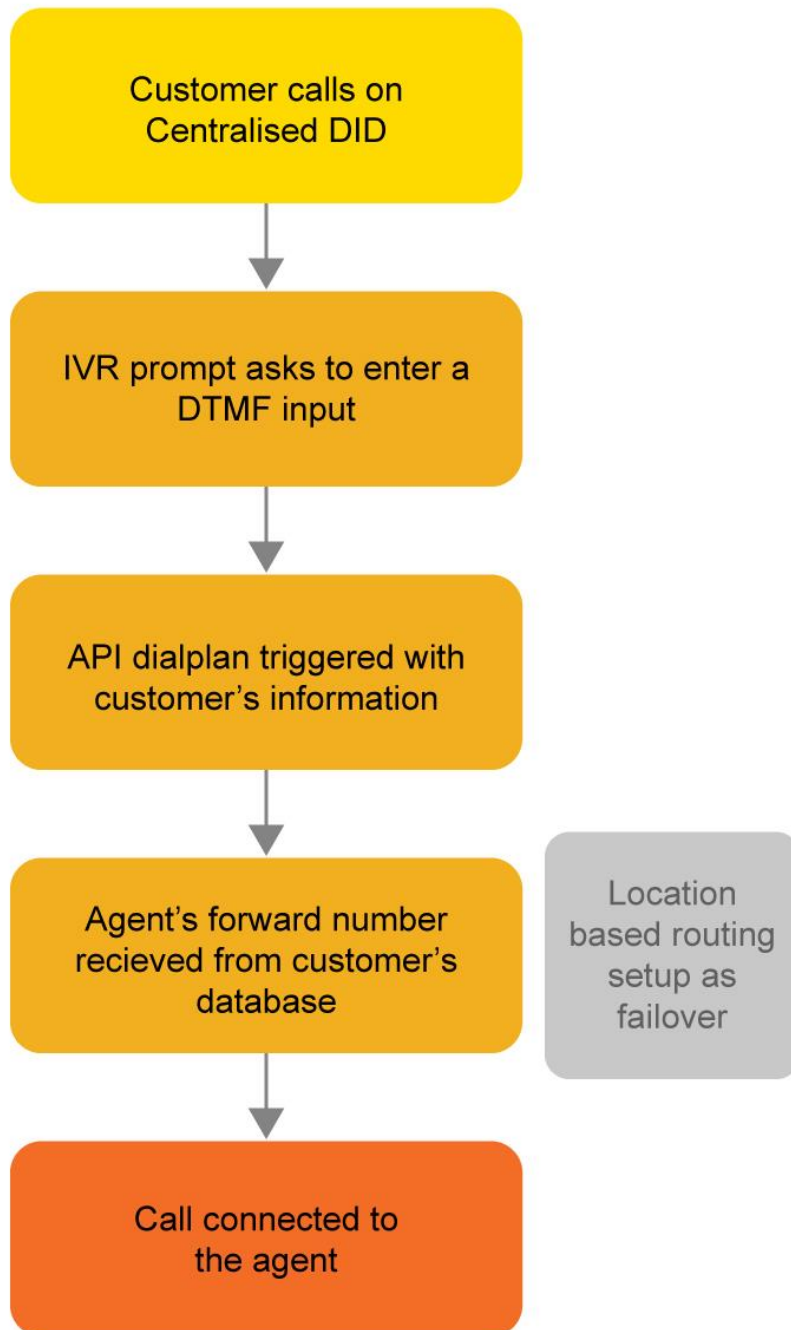 Customer calls on
Centralised DID
IVR prompt asks to enter a
DTMF input
API dialplan triggered with
customer’s information
Agent’s forward number
recieved from customer’s
database
Location
based routing
setup as
failover
Call connected to
the agent